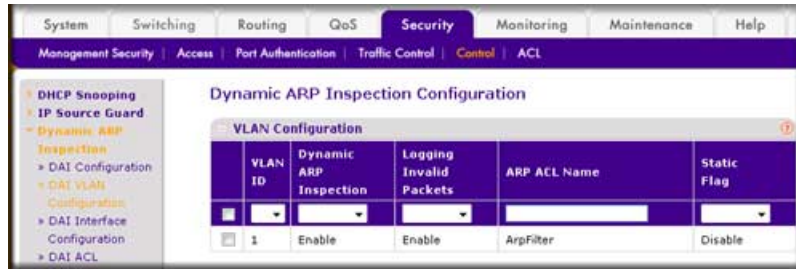 System Switching Routing QoS Security Monitoring Maintenance Help
Management Security | Access | Port Authentication | Traffic Control | Control | ACL
DHCP Snooping
IP Source Guard
Dynamic ARP
Inspection
» DAI Configuration
» DAI VLAN
Configuration
» DAI Interface
Configuration
» DAI ACL
Dynamic ARP Inspection Configuration
VLAN Configuration
VLAN ID Dynamic ARP Inspection Logging Invalid Packets ARP ACL Name Static Flag
1 Enable Enable ArpFilter Disable